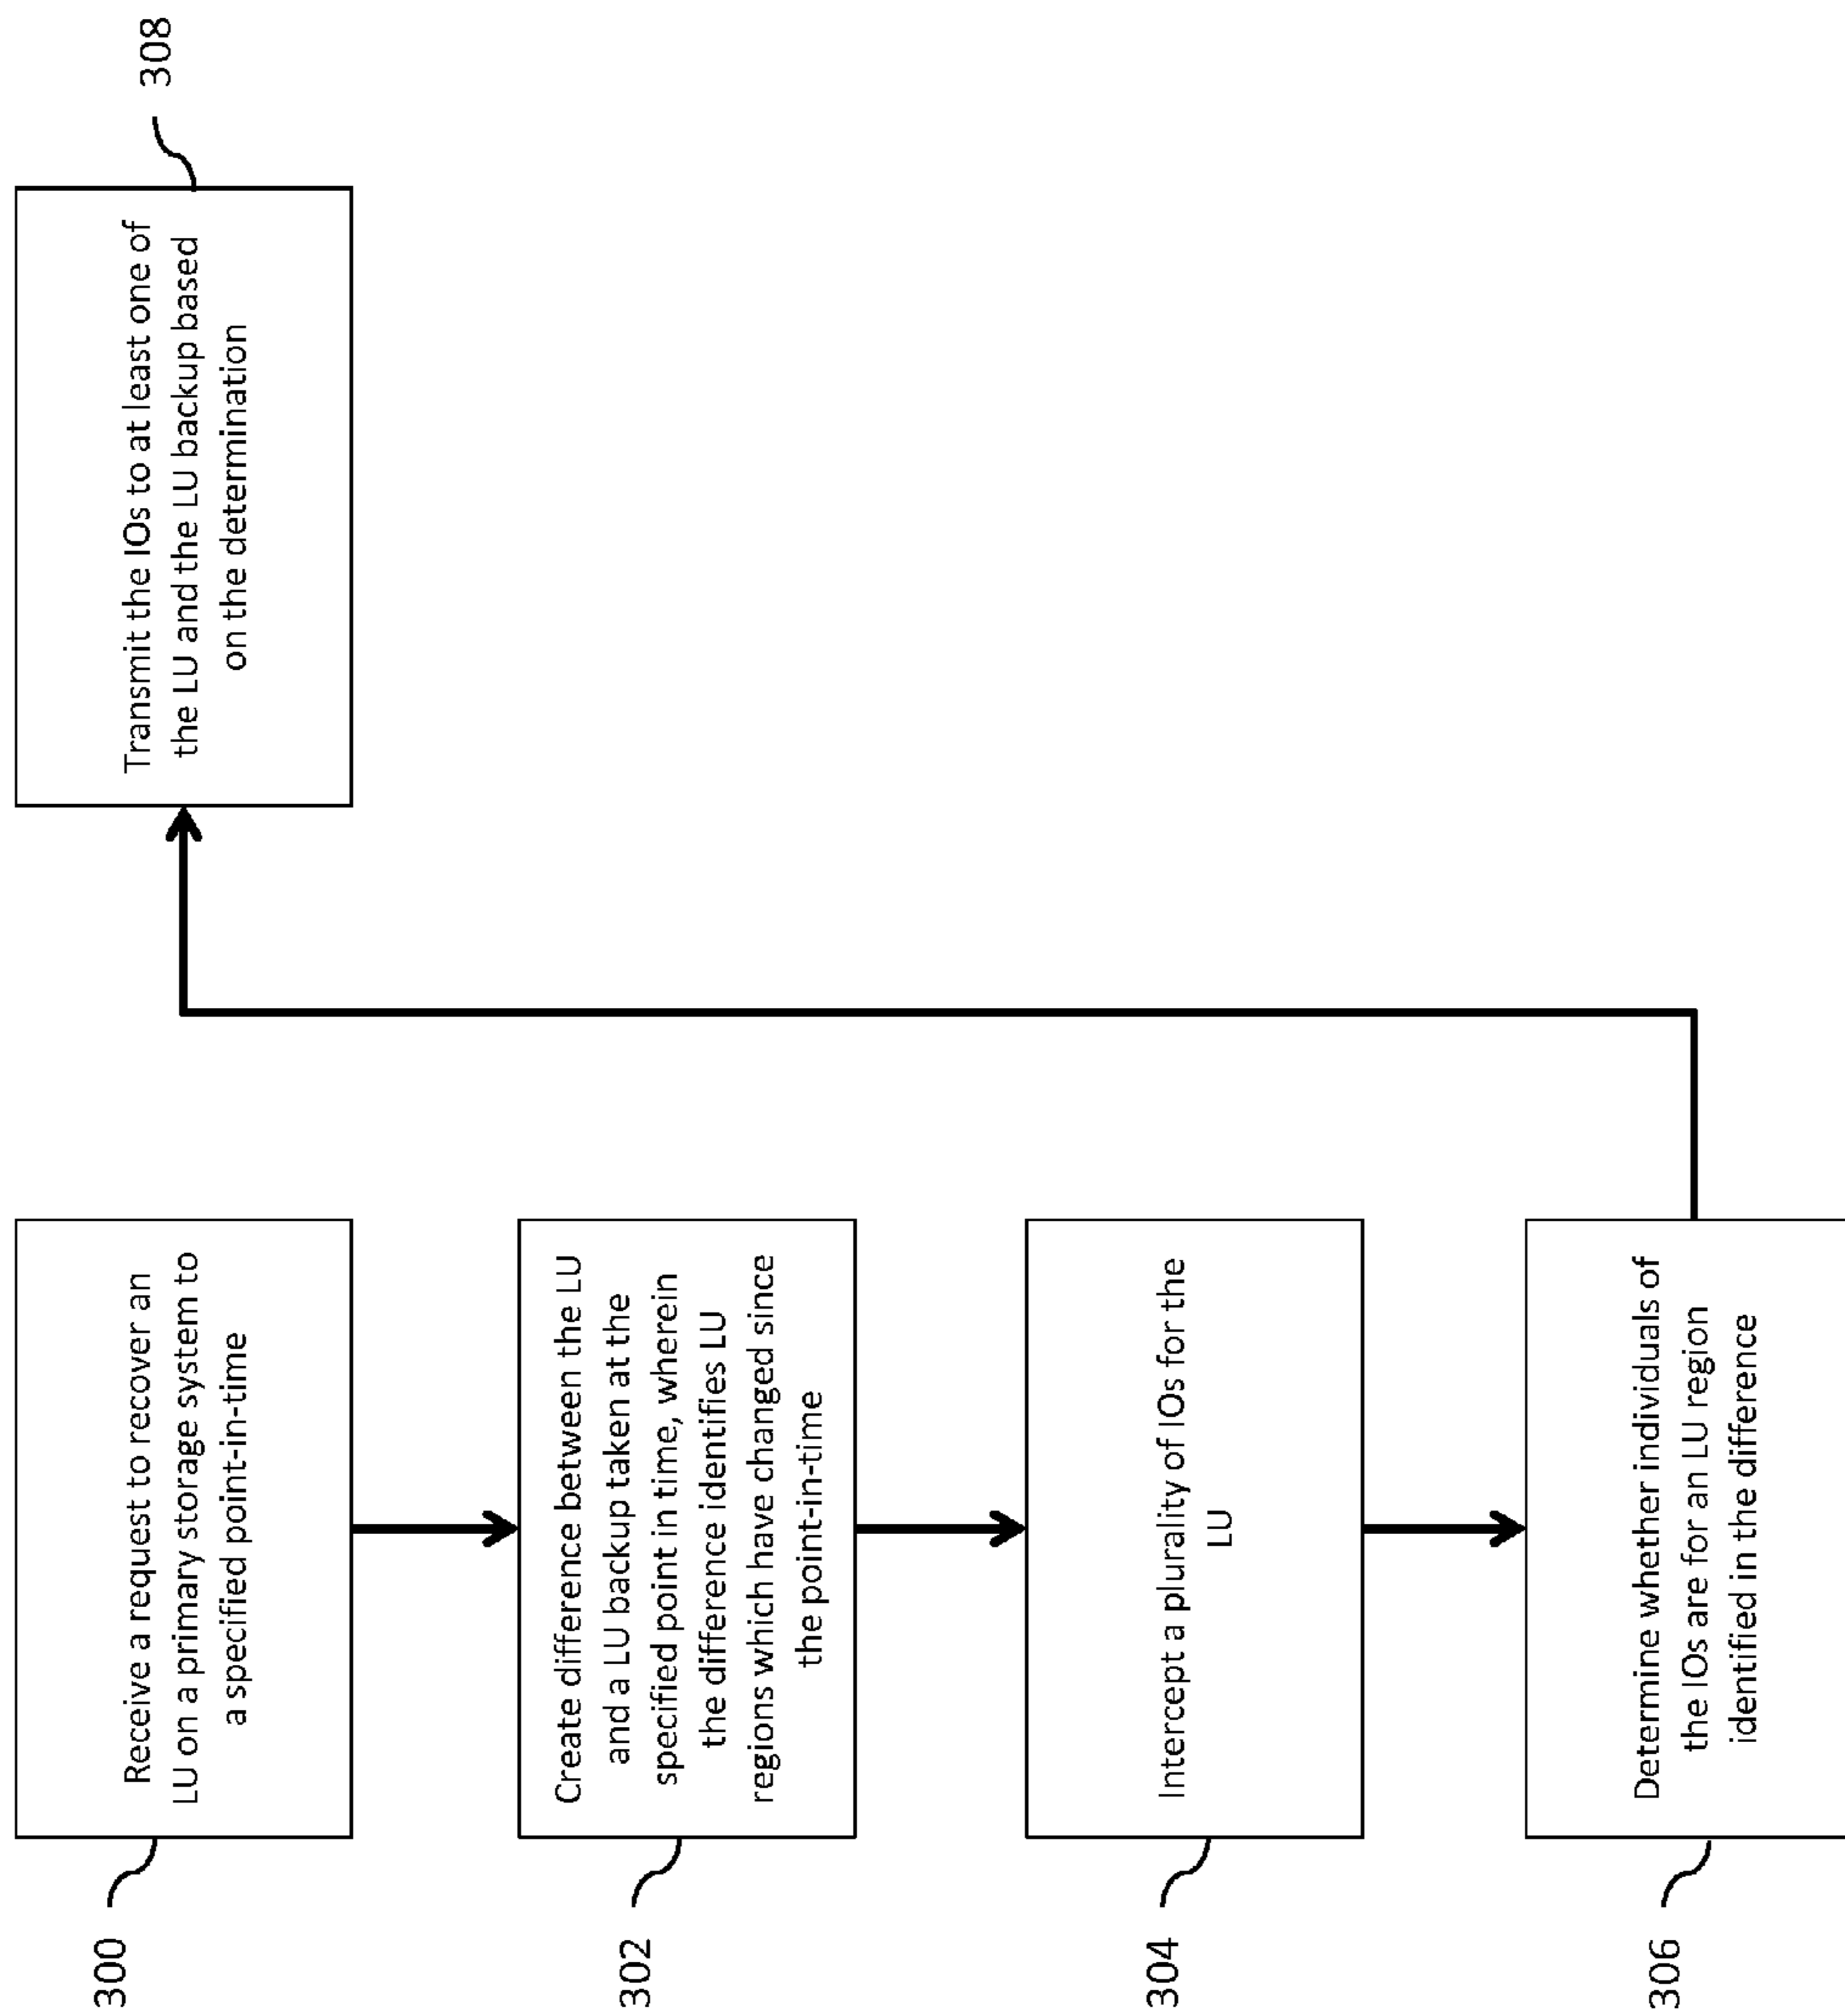 300
Receive a request to recover an
LU on a primary storage system to
a specified point-in-time
302
Create difference between the LU
and a LU backup taken at the
specified point in time, wherein
the difference identifies LU
regions which have changed since
the point-in-time
304
Intercept a plurality of IOs for the
LU
306
Determine whether individuals of
the IOs are for an LU region
identified in the difference
308
Transmit the IOs to at least one of
the LU and the LU backup based
on the determination